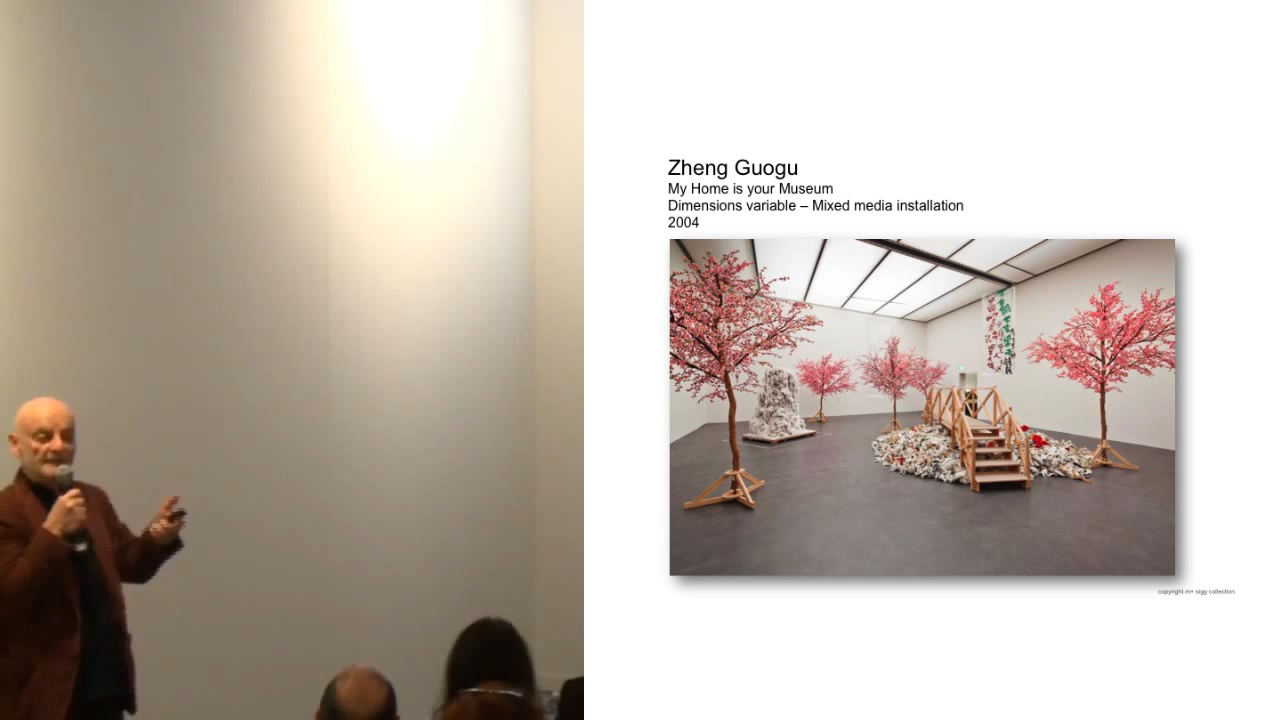 Zheng Guogu
My Home is your Museum
Dimensions variable – Mixed media installation
2004
copyright m+ sigg collection